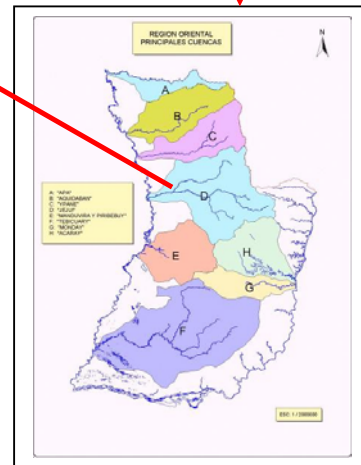 REGION ORIENTAL
PRINCIPALES CUENCAS
N
A
B
C
A "APA"
B "AQUIDABAN"
C "YPANE"
D "JEJUI"
E "MANDUVIRA Y PIRIBEBUY"
F "TEBICUARY"
G "MONDAY"
H "ACARAY"
D
E
H
G
F